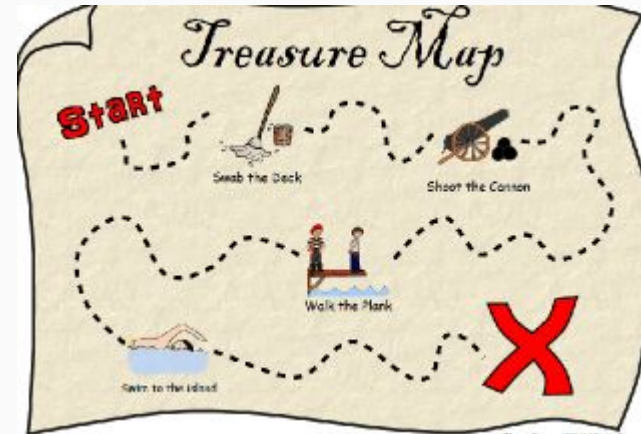 Treasure Map
START
Swab the Deck
Shoot the Cannon
Walk the Plank
Swim to the island